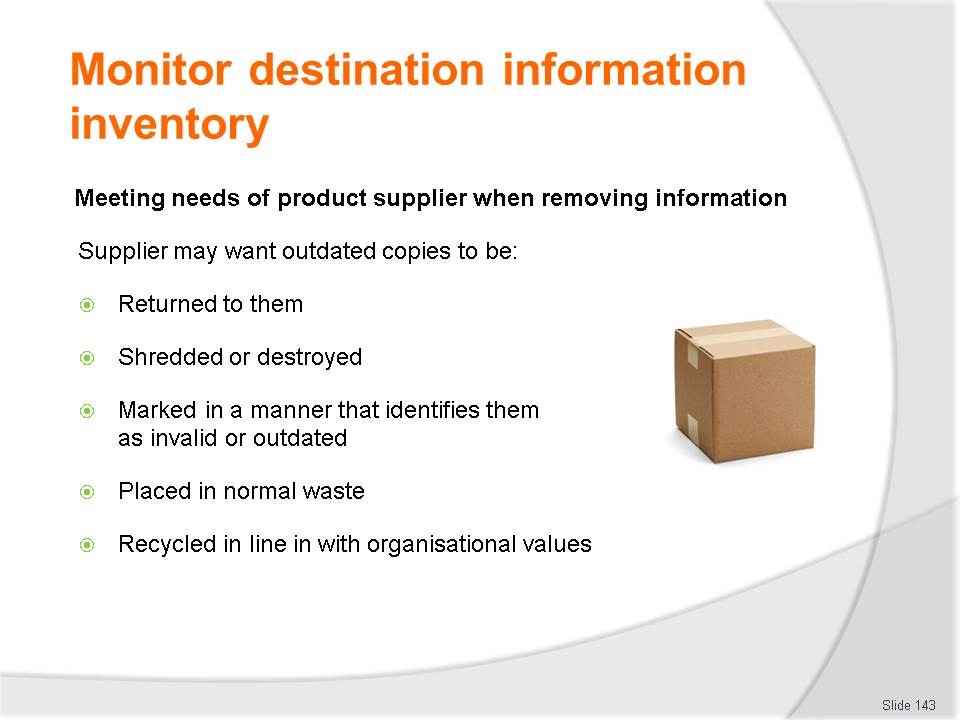 Monitor destination information
inventory
Meeting needs of product supplier when removing information
Supplier may want outdated copies to be:
Returned to them
Shredded or destroyed
Marked in a manner that identifies them
as invalid or outdated
Placed in normal waste
Recycled in line in with organisational values
Slide 143